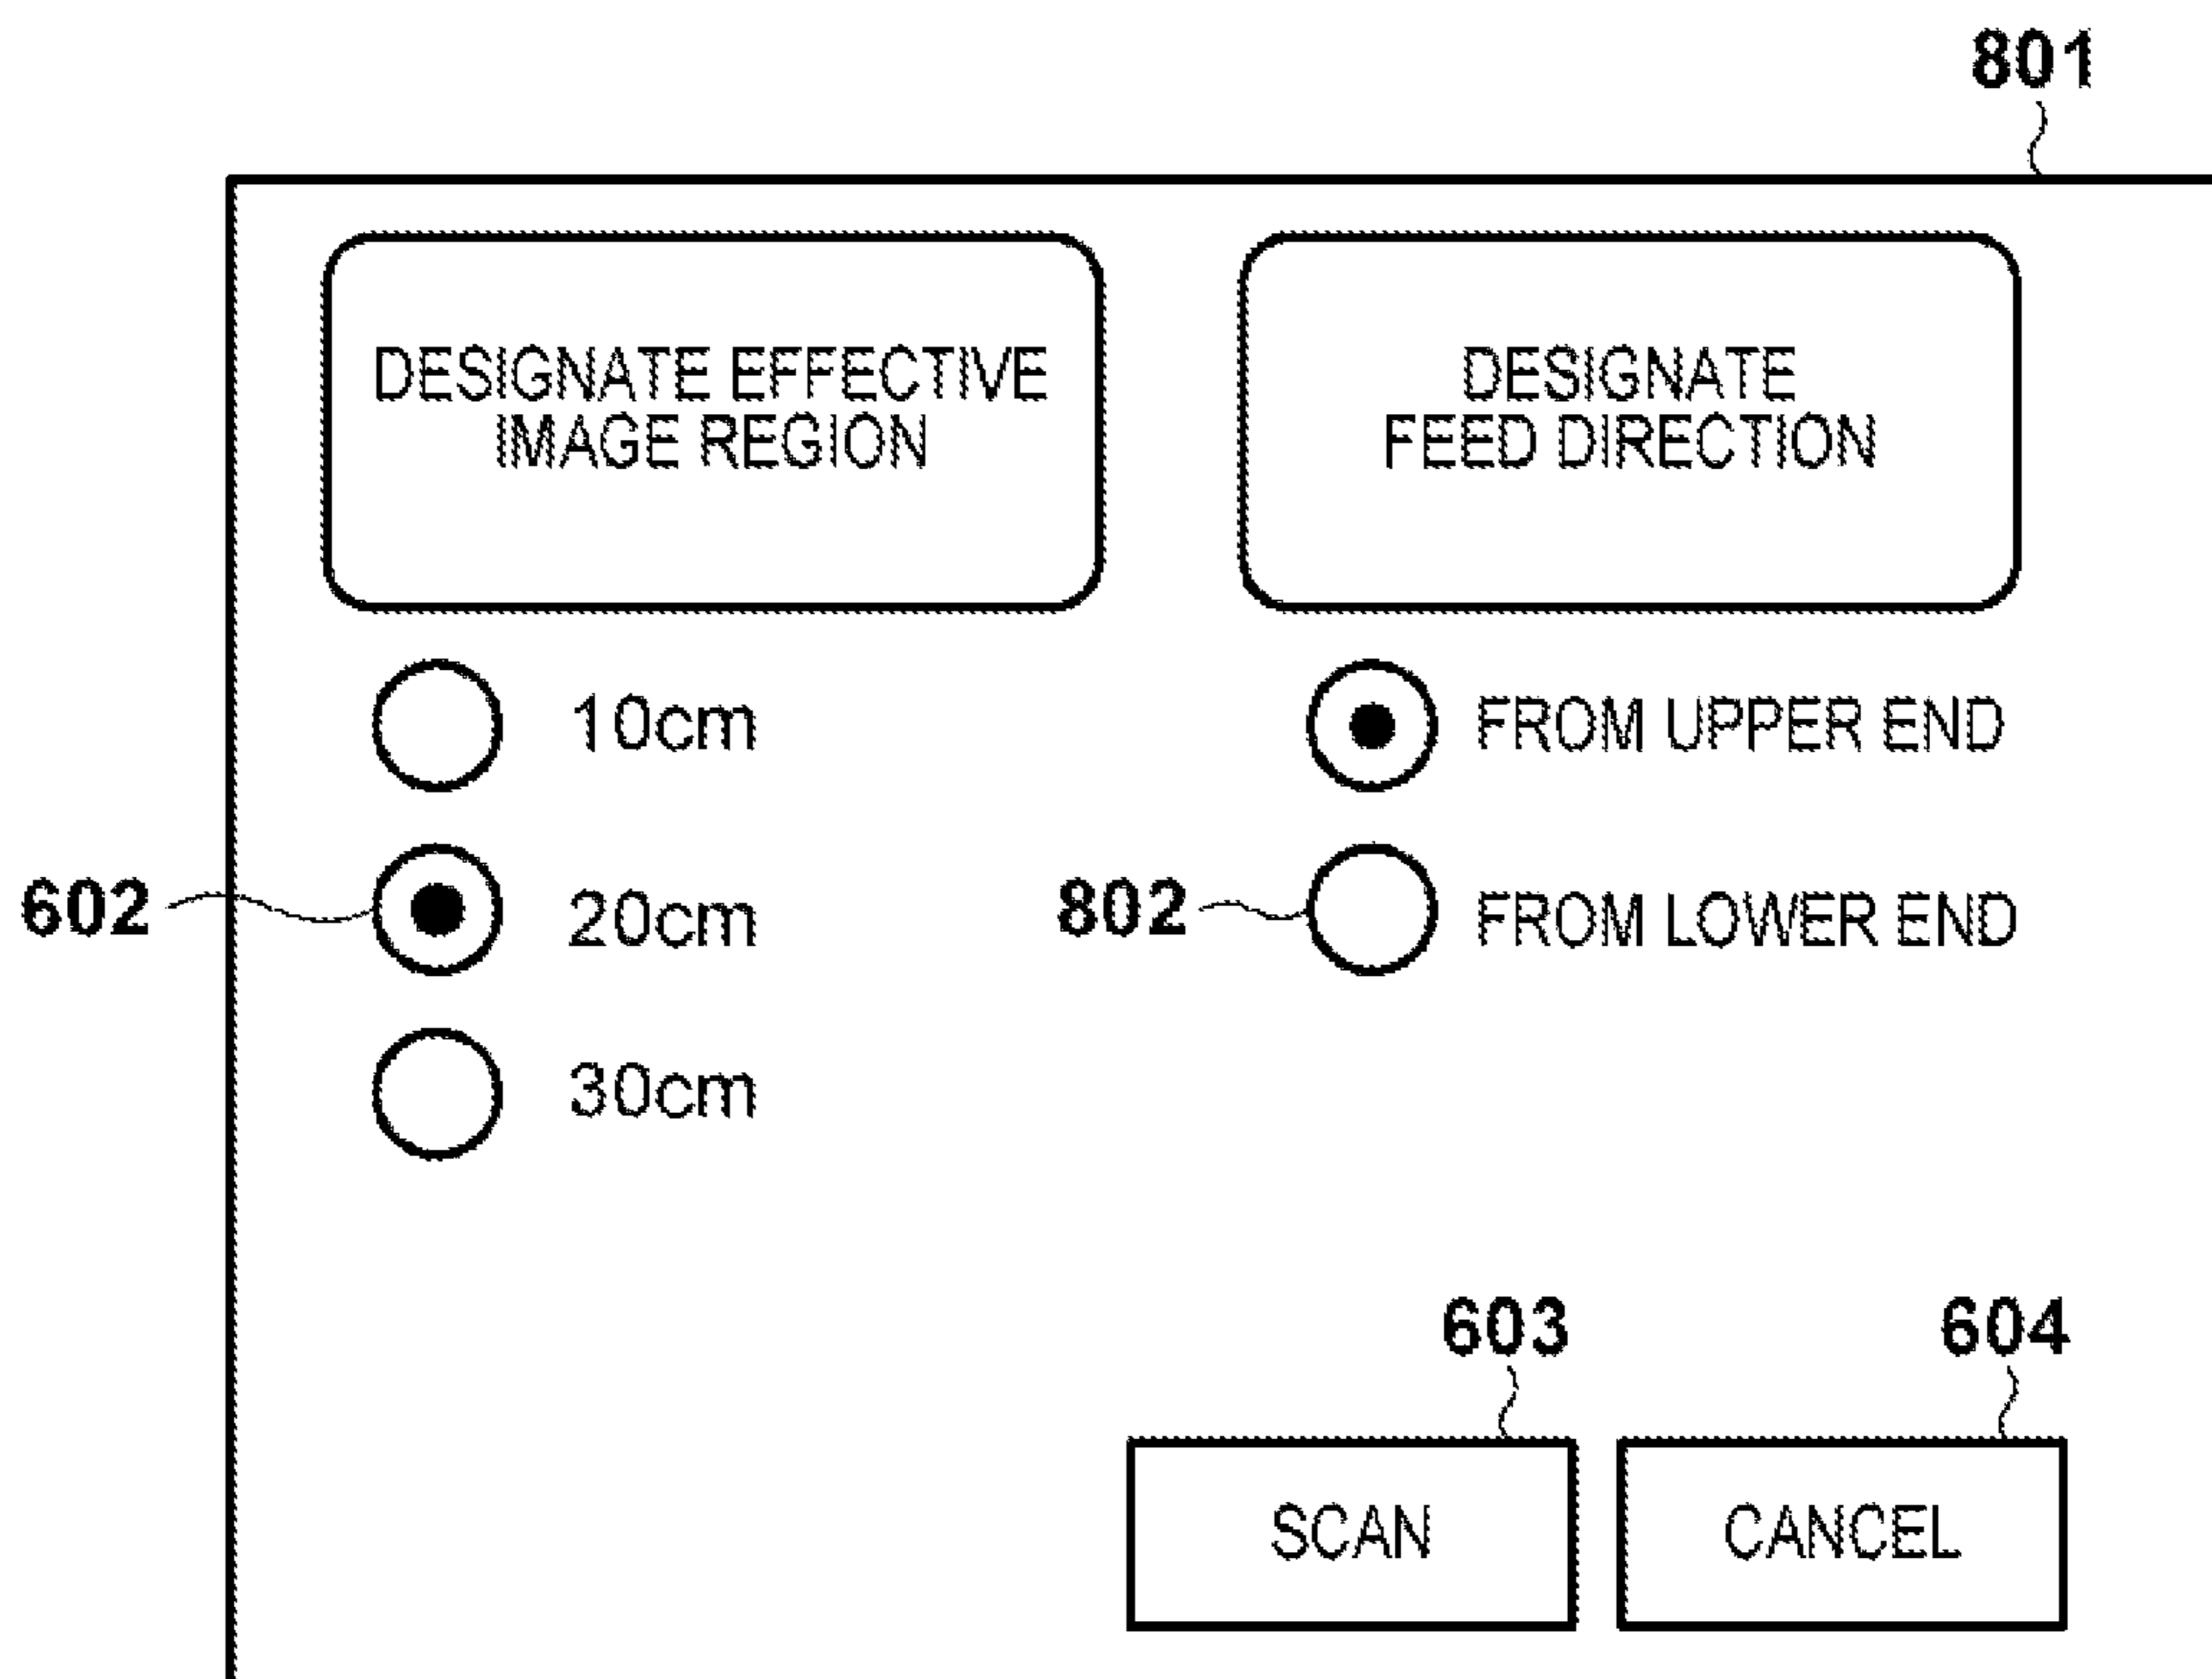 801
DESIGNATE EFFECTIVE
IMAGE REGION
DESIGNATE
FEED DIRECTION
10cm
FROM UPPER END
602
20cm
802
FROM LOWER END
30cm
603
604
SCAN
CANCEL